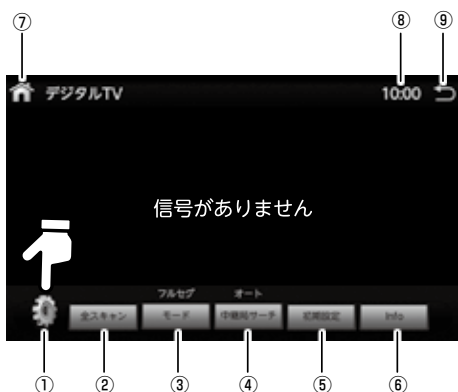 ⑦ ⑧ ⑨
デジタルTV 10:00
信号がありません
フルセグ オート
全スキャン モード 中継局サーチ 初期設定 Info
① ② ③ ④ ⑤ ⑥